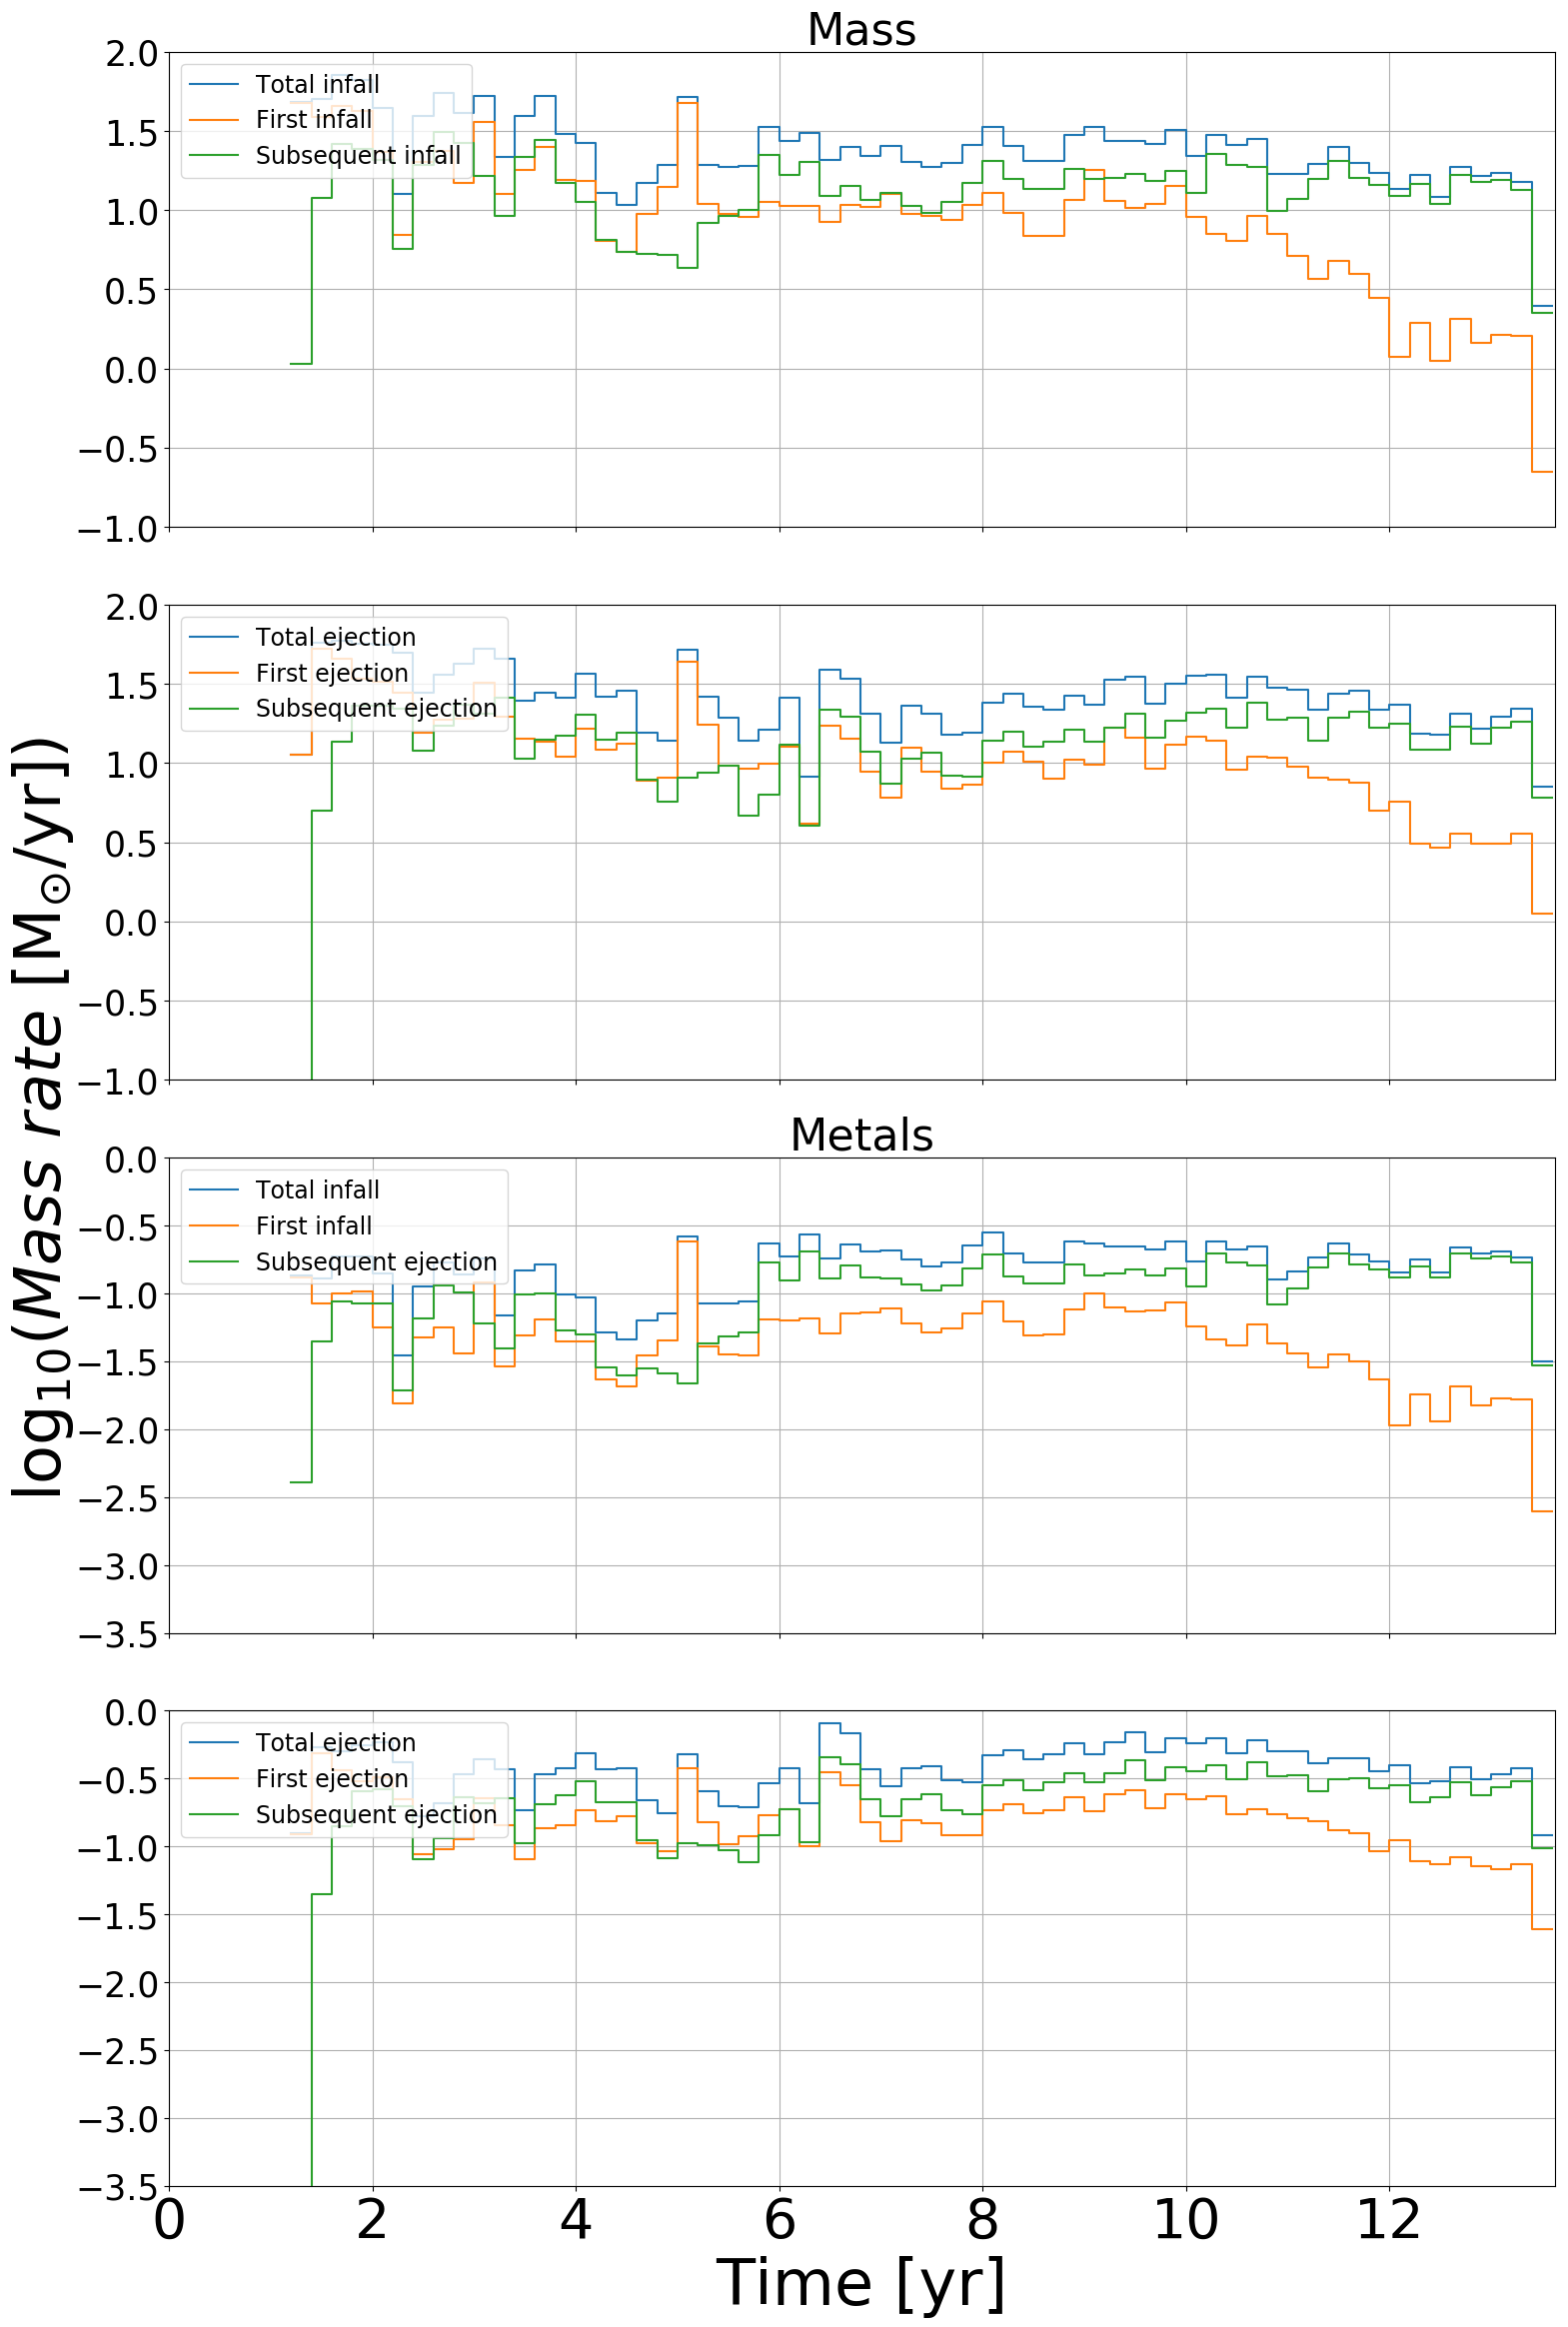 Mass
2.0
1.5
1.0
0.5
0.0
−0.5
−1.0
Total infall
First infall
Subsequent infall
2.0
1.5
1.0
0.5
0.0
−0.5
−1.0
Total ejection
First ejection
Subsequent ejection
log₁₀(Mass rate [M⊙/yr])
Metals
0.0
−0.5
−1.0
−1.5
−2.0
−2.5
−3.0
−3.5
Total infall
First infall
Subsequent ejection
0.0
−0.5
−1.0
−1.5
−2.0
−2.5
−3.0
−3.5
Total ejection
First ejection
Subsequent ejection
0 2 4 6 8 10 12
Time [yr]